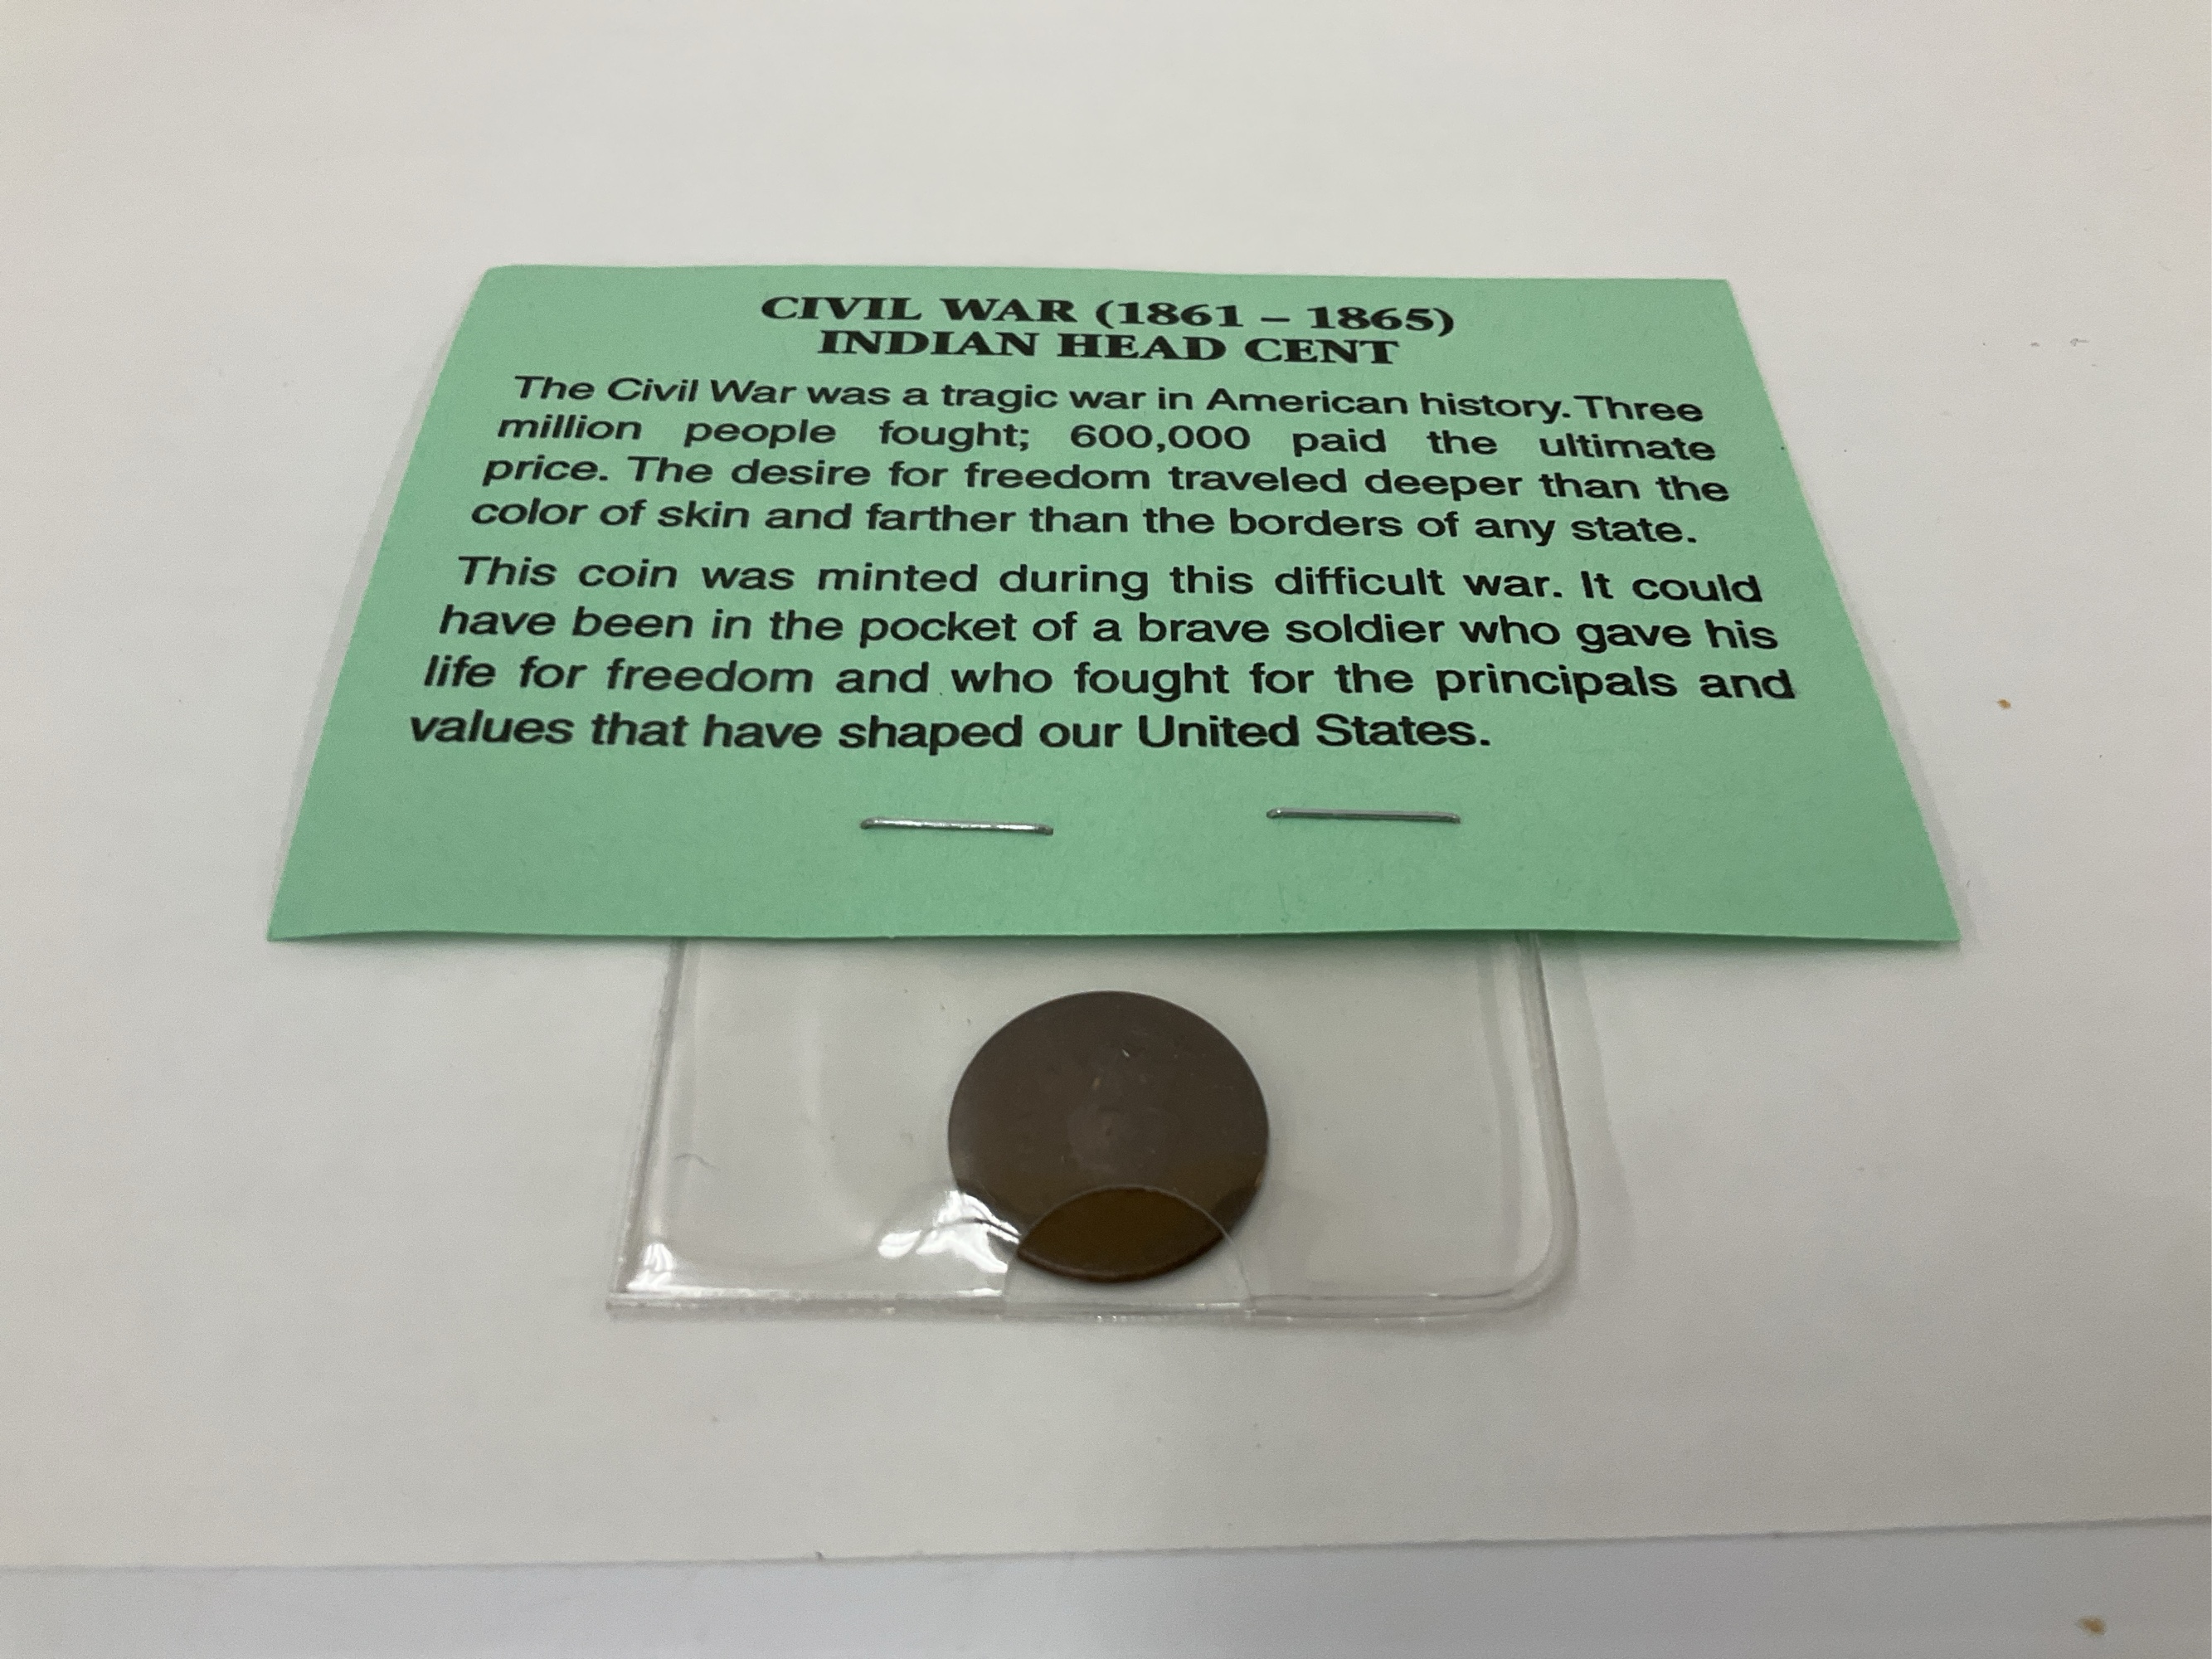 CIVIL WAR (1861 – 1865)
INDIAN HEAD CENT
The Civil War was a tragic war in American history. Three
million people fought; 600,000 paid the ultimate
price. The desire for freedom traveled deeper than the
color of skin and farther than the borders of any state.
This coin was minted during this difficult war. It could
have been in the pocket of a brave soldier who gave his
life for freedom and who fought for the principals and
values that have shaped our United States.